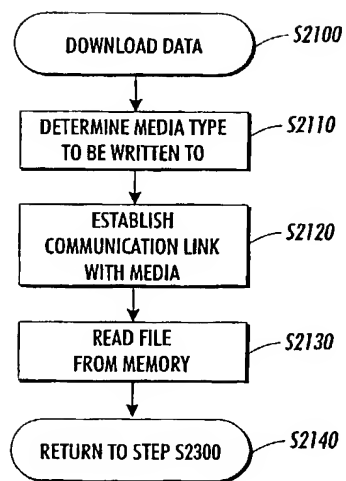 DOWNLOAD DATA
S2100
DETERMINE MEDIA TYPE
TO BE WRITTEN TO
S2110
ESTABLISH
COMMUNICATION LINK
WITH MEDIA
S2120
READ FILE
FROM MEMORY
S2130
RETURN TO STEP S2300
S2140